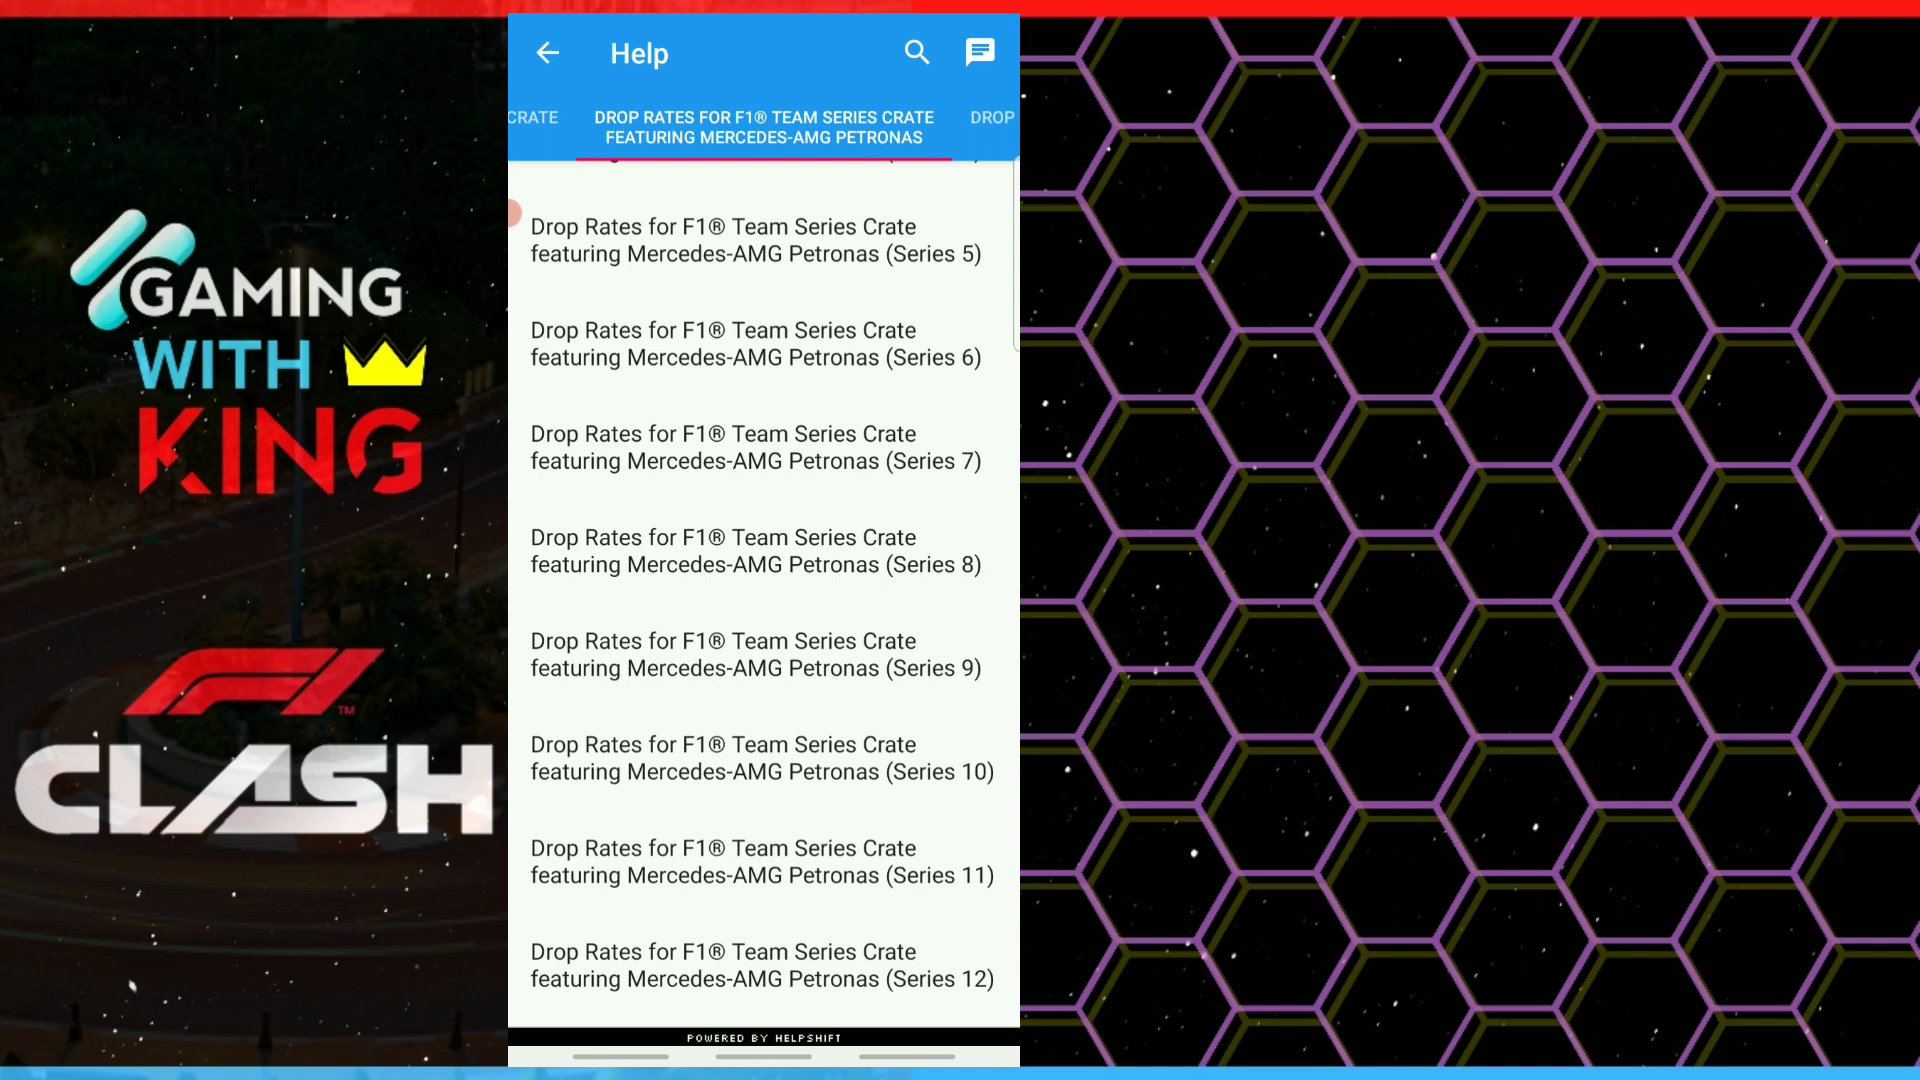 GAMING
WITH
KING
F1™
CLASH
Help
CRATE
DROP RATES FOR F1® TEAM SERIES CRATE
FEATURING MERCEDES-AMG PETRONAS
DROP
Drop Rates for F1® Team Series Crate
featuring Mercedes-AMG Petronas (Series 5)
Drop Rates for F1® Team Series Crate
featuring Mercedes-AMG Petronas (Series 6)
Drop Rates for F1® Team Series Crate
featuring Mercedes-AMG Petronas (Series 7)
Drop Rates for F1® Team Series Crate
featuring Mercedes-AMG Petronas (Series 8)
Drop Rates for F1® Team Series Crate
featuring Mercedes-AMG Petronas (Series 9)
Drop Rates for F1® Team Series Crate
featuring Mercedes-AMG Petronas (Series 10)
Drop Rates for F1® Team Series Crate
featuring Mercedes-AMG Petronas (Series 11)
Drop Rates for F1® Team Series Crate
featuring Mercedes-AMG Petronas (Series 12)
POWERED BY HELPSHIFT